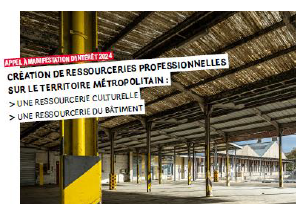 APPEL À MANIFESTATION D'INTÉRÊT 2024
CRÉATION DE RESSOURCERIES PROFESSIONNELLES
SUR LE TERRITOIRE MÉTROPOLITAIN :
> UNE RESSOURCERIE CULTURELLE
> UNE RESSOURCERIE DU BÂTIMENT